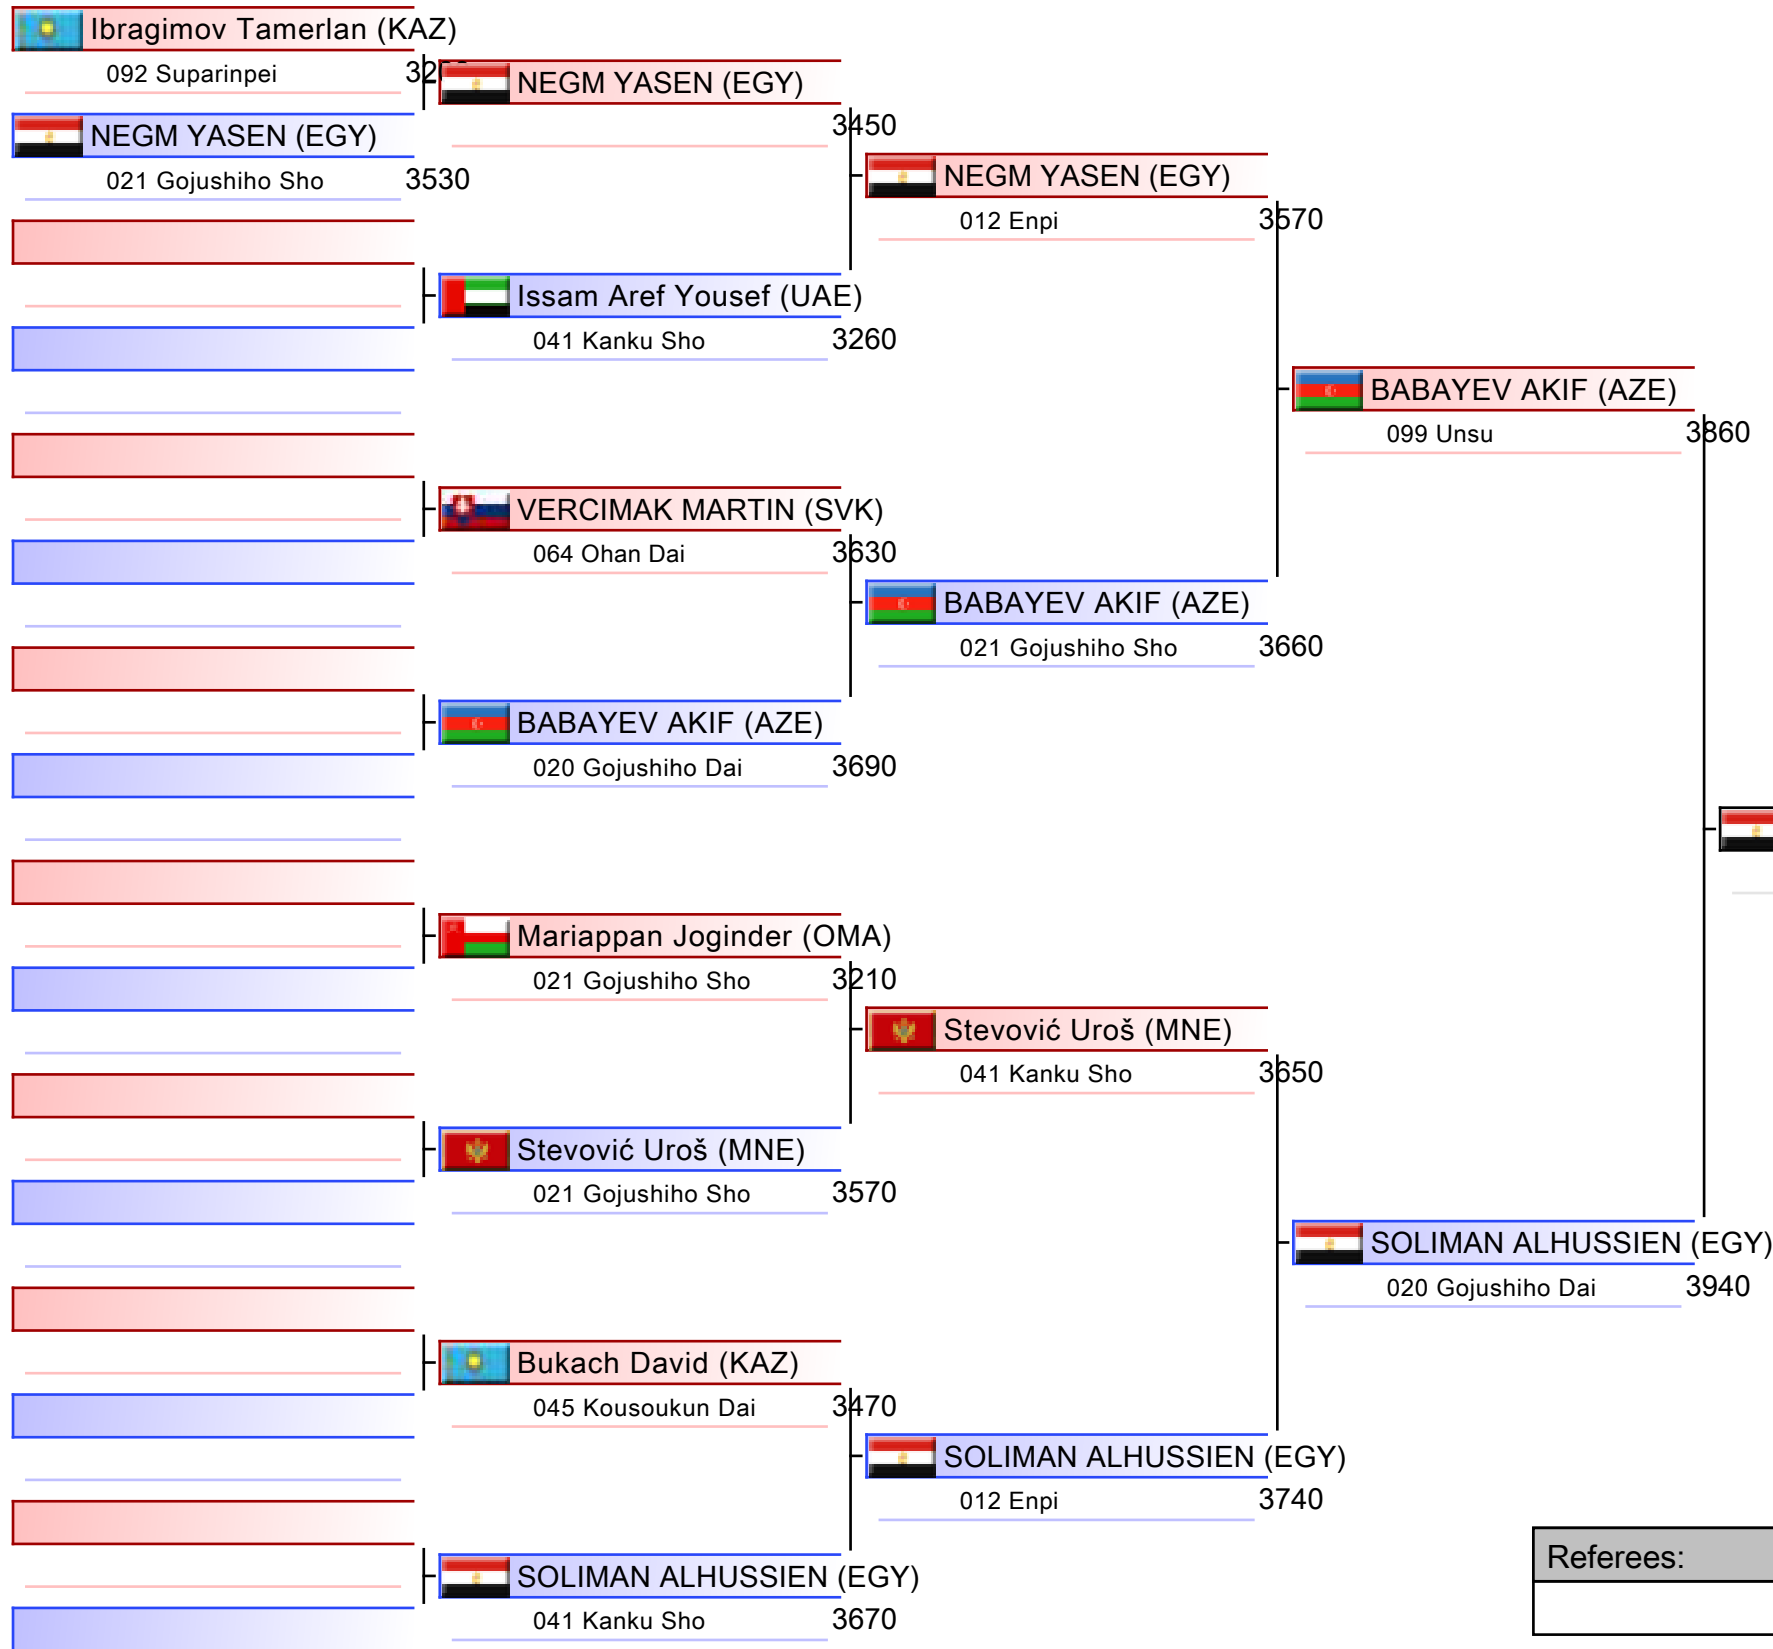 Ibragimov Tamerlan (KAZ)
092 Suparinpei
NEGM YASEN (EGY)
021 Gojushiho Sho 3530
NEGM YASEN (EGY)
3450
Issam Aref Yousef (UAE)
041 Kanku Sho 3260
VERCIMAK MARTIN (SVK)
064 Ohan Dai 3630
BABAYEV AKIF (AZE)
020 Gojushiho Dai 3690
Mariappan Joginder (OMA)
021 Gojushiho Sho 3210
Stevović Uroš (MNE)
021 Gojushiho Sho 3570
Bukach David (KAZ)
045 Kousoukun Dai 3470
SOLIMAN ALHUSSIEN (EGY)
041 Kanku Sho 3670
NEGM YASEN (EGY)
012 Enpi 3570
BABAYEV AKIF (AZE)
021 Gojushiho Sho 3660
Stevović Uroš (MNE)
041 Kanku Sho 3650
SOLIMAN ALHUSSIEN (EGY)
012 Enpi 3740
BABAYEV AKIF (AZE)
099 Unsu 3860
SOLIMAN ALHUSSIEN (EGY)
020 Gojushiho Dai 3940
Referees: